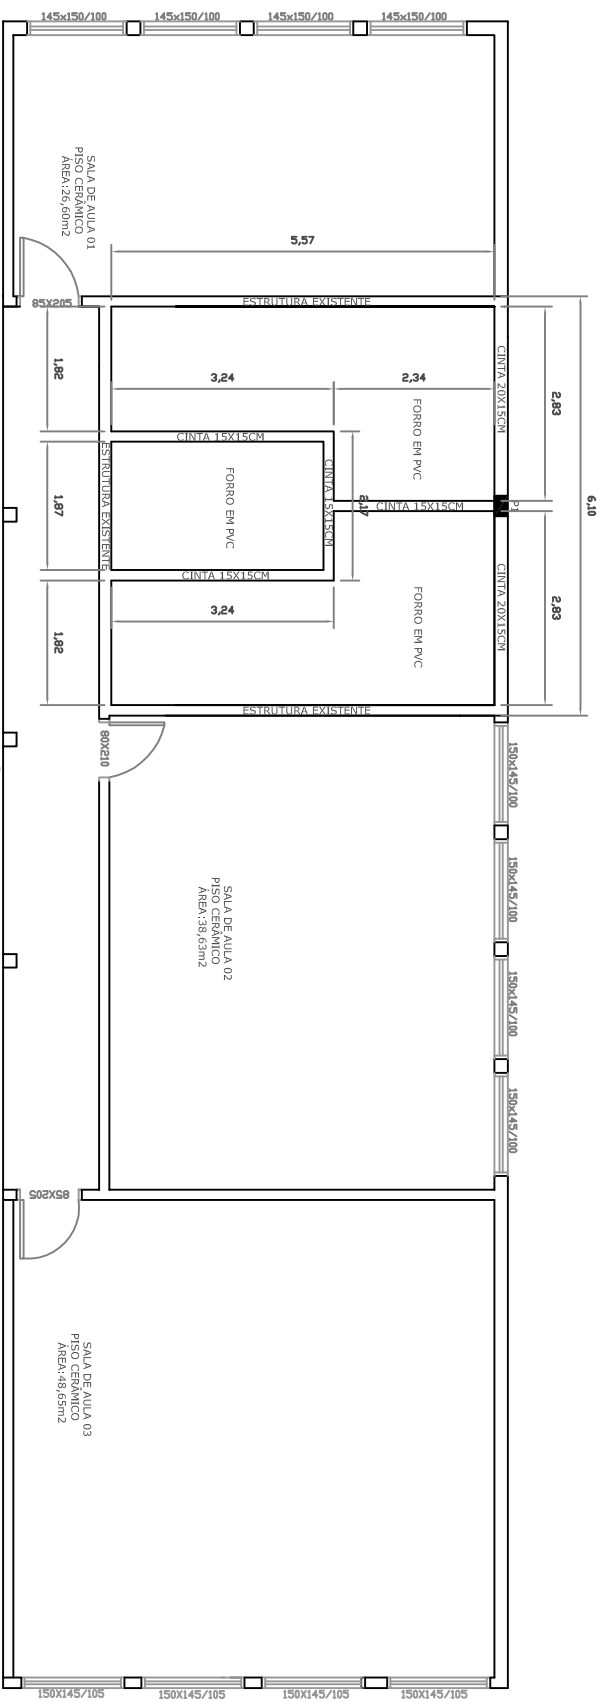 145x150/100
145x150/100
145x150/100
145x150/100
SALA DE AULA 01
PISO CERÂMICO
ÁREA:26,60m2
5,57
85X205
ESTRUTURA EXISTENTE
1,82
3,24
2,34
CINTA 20X15CM
2,83
FORRO EM PVC
6,10
CINTA 15X15CM
ESTRUTURA EXISTENTE
1,87
FORRO EM PVC
CINTA 15X15CM
2,17
CINTA 15X15CM
P1
CINTA 15X15CM
3,24
1,82
FORRO EM PVC
CINTA 20X15CM
2,83
ESTRUTURA EXISTENTE
80X210
150x145/100
150x145/100
150x145/100
150x145/100
SALA DE AULA 02
PISO CERÂMICO
ÁREA:38,63m2
85X205
SALA DE AULA 03
PISO CERÂMICO
ÁREA:48,65m2
150X145/105
150X145/105
150X145/105
150X145/105